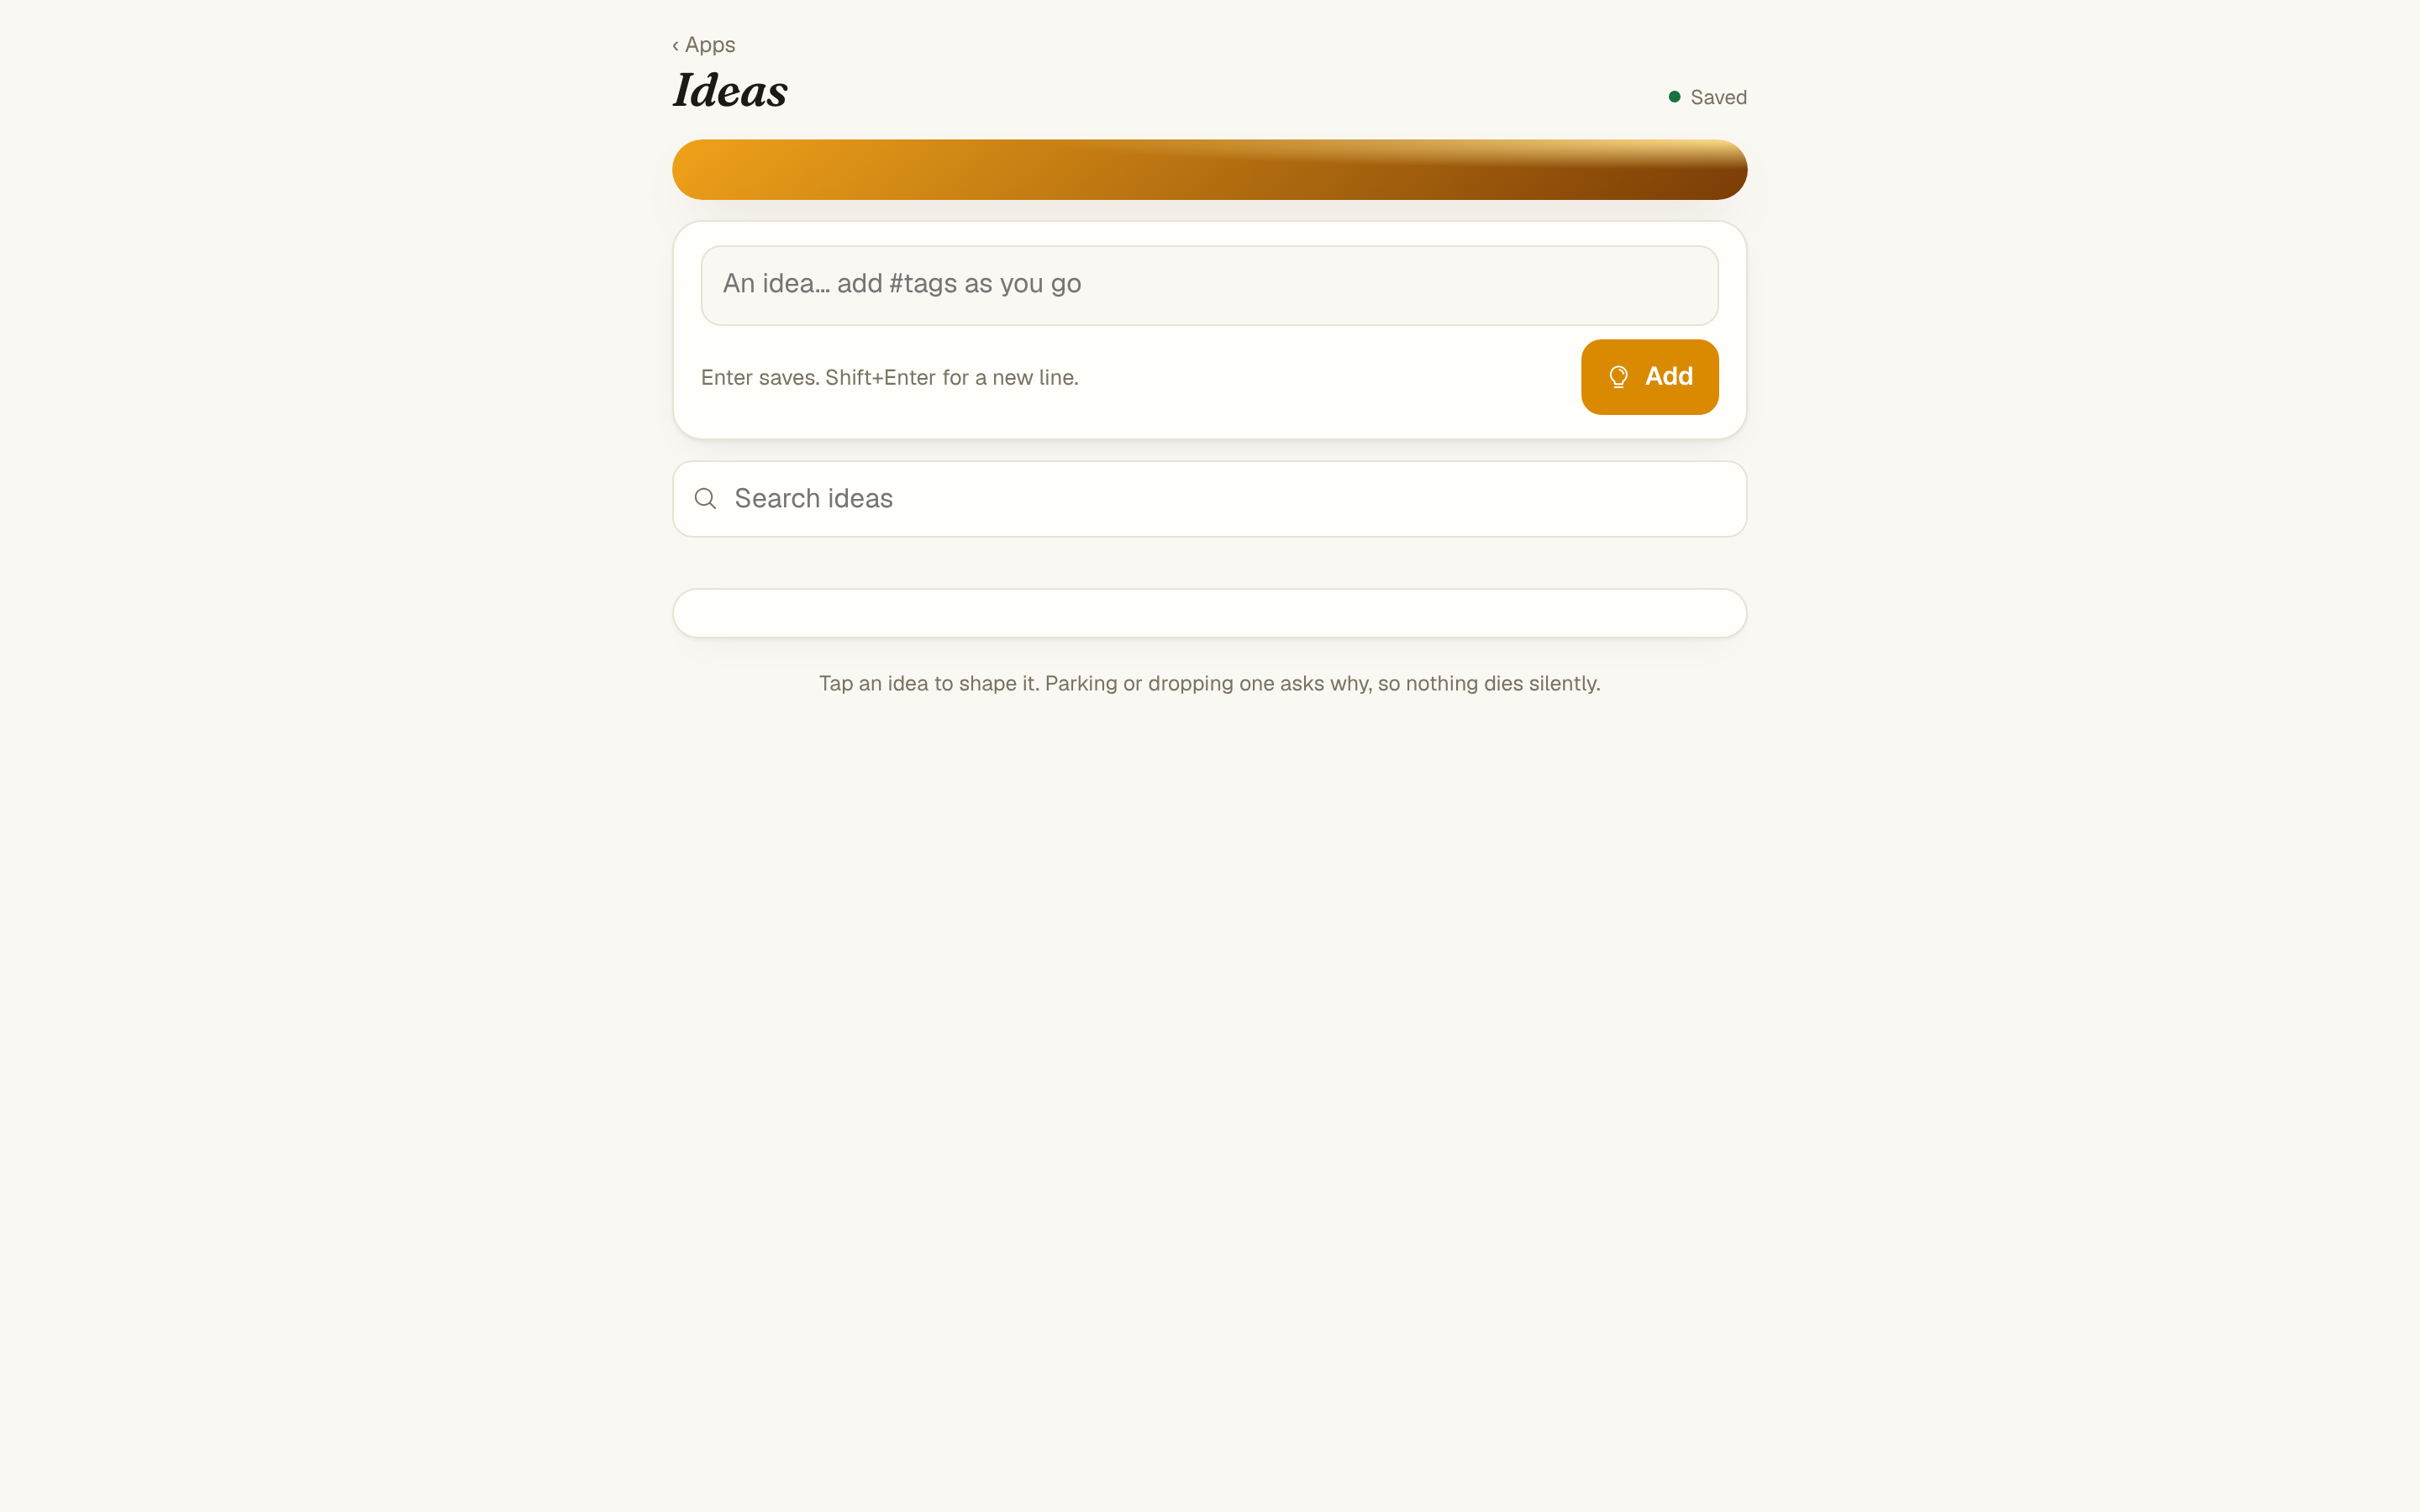 ‹ Apps
Ideas
Saved
An idea… add #tags as you go
Enter saves. Shift+Enter for a new line.
Add
Search ideas
Tap an idea to shape it. Parking or dropping one asks why, so nothing dies silently.